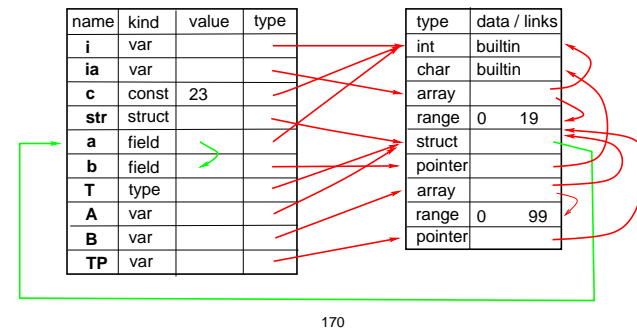 name kind value type
i var
ia var
c const 23
str struct
a field
b field
T type
A var
B var
TP var
type data / links
int builtin
char builtin
array
range 0 19
struct
pointer
array
range 0 99
pointer
170